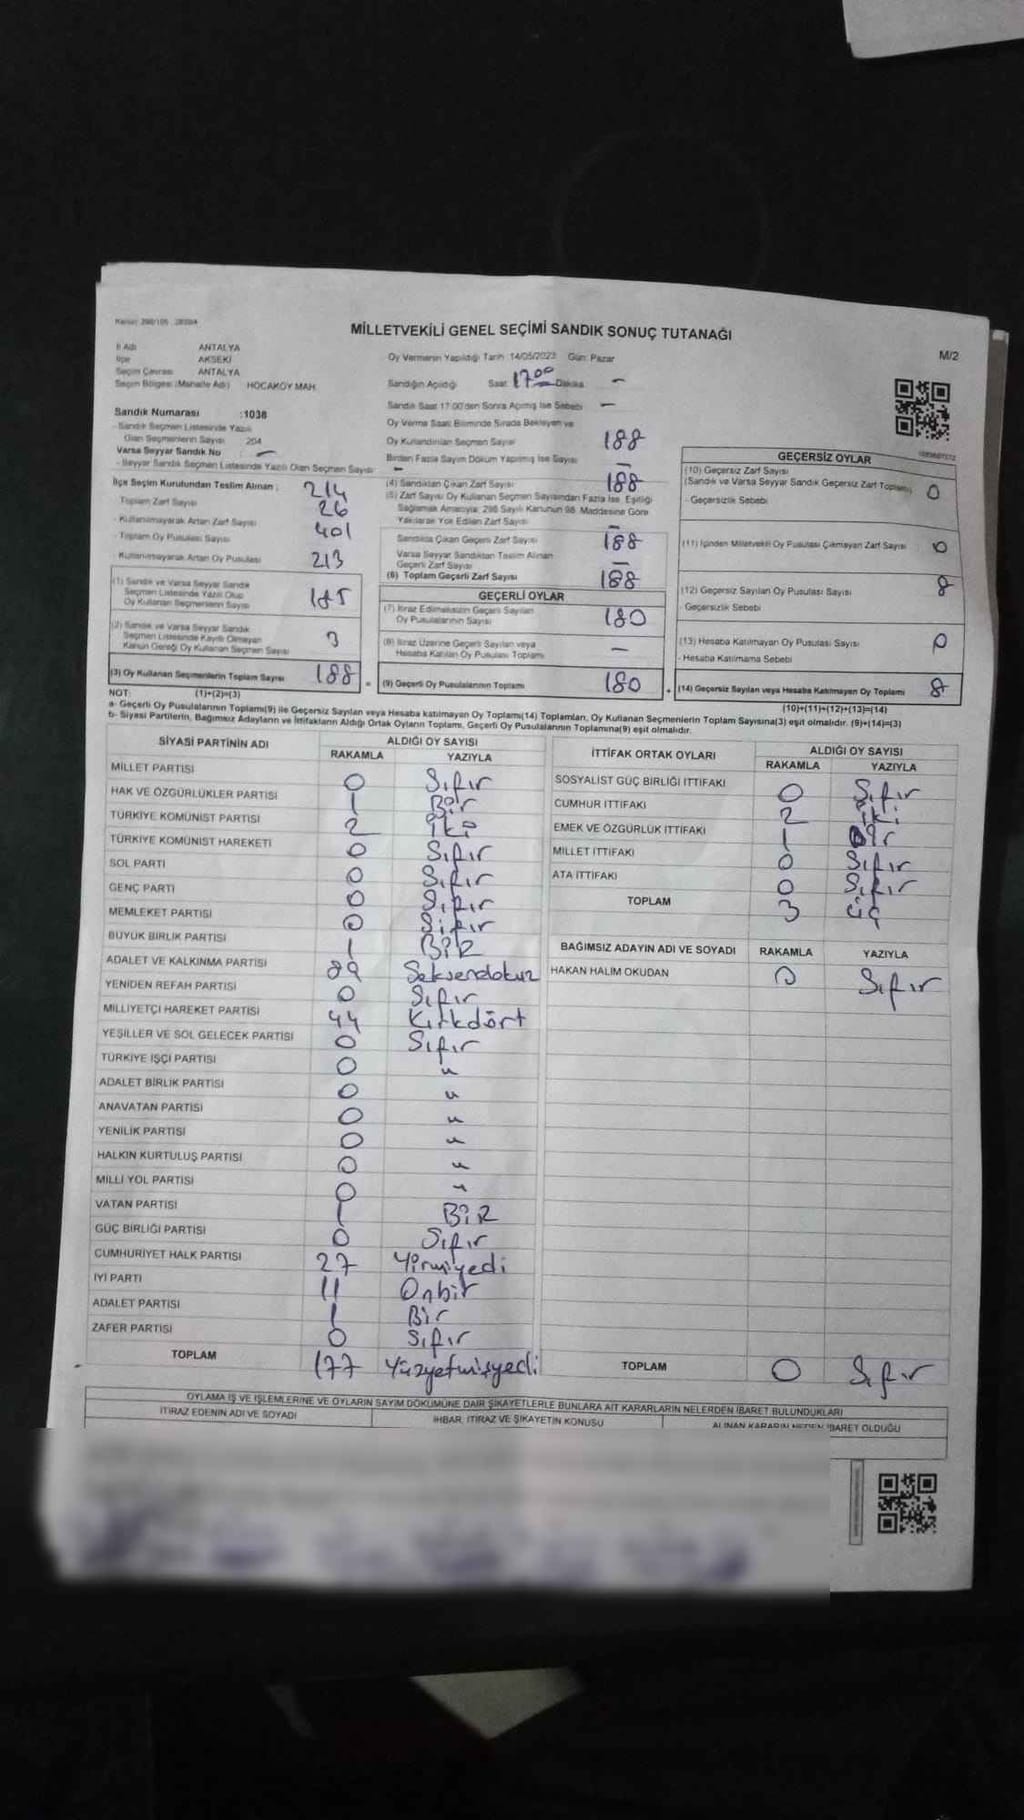 MİLLETVEKİLİ GENEL SEÇİMİ SANDIK SONUÇ TUTANAĞI
M/2
İl Adı ANTALYA
İlçe AKSEKİ
Seçim Çevresi ANTALYA
Seçim Bölgesi (Mahalle Adı) HOCAKÖY MAH.
Oy Vermenin Yapıldığı Tarih 14/05/2023 Gün: Pazar
Sandığın Açıldığı Saat 17 00 Dakika -
Sandık Saat 17:00'den Sonra Açılmış İse Sebebi -
Sandık Numarası :1038
- Sandık Seçmen Listesinde Yazılı
Olan Seçmenlerin Sayısı 204
Varsa Seyyar Sandık No -
- Seyyar Sandık Seçmen Listesinde Yazılı Olan Seçmen Sayısı
İlçe Seçim Kurulundan Teslim Alınan :
Toplam Zarf Sayısı 214
- Kullanılmayarak Artan Zarf Sayısı 26
- Toplam Oy Pusulası Sayısı 401
- Kullanılmayarak Artan Oy Pusulası 213
(1) Sandık ve Varsa Seyyar Sandık
Seçmen Listesinde Yazılı Olup
Oy Kullanan Seçmenlerin Sayısı 185
(2) Sandık ve Varsa Seyyar Sandık
Seçmen Listesinde Kayıtlı Olmayan
Kanun Gereği Oy Kullanan Seçmen Sayısı 3
(3) Oy Kullanan Seçmenlerin Toplam Sayısı 188
Oy Verme Saati Bitiminde Sırada Bekleyen ve
Oy Kullandırılan Seçmen Sayısı 188
Birden Fazla Sayım Döküm Yapılmış İse Sayısı -
(4) Sandıktan Çıkan Zarf Sayısı 188
(5) Zarf Sayısı Oy Kullanan Seçmen Sayısından Fazla İse, Eşitliği
Sağlamak Amacıyla, 298 Sayılı Kanunun 98. Maddesine Göre
Yakılarak Yok Edilen Zarf Sayısı -
Sandıkta Çıkan Geçerli Zarf Sayısı 188
Varsa Seyyar Sandıktan Teslim Alınan
Geçerli Zarf Sayısı -
(6) Toplam Geçerli Zarf Sayısı 188
GEÇERLİ OYLAR
(7) İtiraz Edilmeksizin Geçerli Sayılan
Oy Pusulalarının Sayısı 180
(8) İtiraz Üzerine Geçerli Sayılan veya
Hesaba Katılan Oy Pusulası Toplamı -
(9) Geçerli Oy Pusulalarının Toplamı 180
GEÇERSİZ OYLAR
(10) Geçersiz Zarf Sayısı
(Sandık ve Varsa Seyyar Sandık Geçersiz Zarf Toplamı) 0
- Geçersizlik Sebebi
(11) İçinden Milletvekili Oy Pusulası Çıkmayan Zarf Sayısı 0
(12) Geçersiz Sayılan Oy Pusulası Sayısı 8
- Geçersizlik Sebebi
(13) Hesaba Katılmayan Oy Pusulası Sayısı 0
- Hesaba Katılmama Sebebi
(14) Geçersiz Sayılan veya Hesaba Katılmayan Oy Toplamı 8
NOT: (1)+(2)=(3)
(10)+(11)+(12)+(13)=(14)
a- Geçerli Oy Pusulalarının Toplamı(9) ile Geçersiz Sayılan veya Hesaba katılmayan Oy Toplamı(14) Toplamları, Oy Kullanan Seçmenlerin Toplam Sayısına(3) eşit olmalıdır. (9)+(14)=(3)
b- Siyasi Partilerin, Bağımsız Adayların ve İttifakların Aldığı Ortak Oyların Toplamı, Geçerli Oy Pusulalarının Toplamına(9) eşit olmalıdır.
SİYASİ PARTİNİN ADI ALDIĞI OY SAYISI
RAKAMLA YAZIYLA
MİLLET PARTİSİ 0 Sıfır
HAK VE ÖZGÜRLÜKLER PARTİSİ 1 Bir
TÜRKİYE KOMÜNİST PARTİSİ 2 İki
TÜRKİYE KOMÜNİST HAREKETİ 0 Sıfır
SOL PARTİ 0 Sıfır
GENÇ PARTİ 0 Sıfır
MEMLEKET PARTİSİ 0 Sıfır
BÜYÜK BİRLİK PARTİSİ 1 BİR
ADALET VE KALKINMA PARTİSİ 89 Seksendokuz
YENİDEN REFAH PARTİSİ 0 Sıfır
MİLLİYETÇİ HAREKET PARTİSİ 44 Kırkdört
YEŞİLLER VE SOL GELECEK PARTİSİ 0 Sıfır
TÜRKİYE İŞÇİ PARTİSİ 0 "
ADALET BİRLİK PARTİSİ 0 "
ANAVATAN PARTİSİ 0 "
YENİLİK PARTİSİ 0 "
HALKIN KURTULUŞ PARTİSİ 0 "
MİLLİ YOL PARTİSİ 0 "
VATAN PARTİSİ 1 BİR
GÜÇ BİRLİĞİ PARTİSİ 0 Sıfır
CUMHURİYET HALK PARTİSİ 27 Yirmiyedi
İYİ PARTİ 11 Onbir
ADALET PARTİSİ 1 Bir
ZAFER PARTİSİ 0 Sıfır
TOPLAM 177 Yüzyetmişyedi
İTTİFAK ORTAK OYLARI ALDIĞI OY SAYISI
RAKAMLA YAZIYLA
SOSYALİST GÜÇ BİRLİĞİ İTTİFAKI 0 Sıfır
CUMHUR İTTİFAKI 2 İki
EMEK VE ÖZGÜRLÜK İTTİFAKI 1 Bir
MİLLET İTTİFAKI 0 Sıfır
ATA İTTİFAKI 0 Sıfır
TOPLAM 3 Üç
BAĞIMSIZ ADAYIN ADI VE SOYADI RAKAMLA YAZIYLA
HAKAN HALİM OKUDAN 0 Sıfır
TOPLAM 0 Sıfır
OYLAMA İŞ VE İŞLEMLERİNE VE OYLARIN SAYIM DÖKÜMÜNE DAİR ŞİKAYETLERLE BUNLARA AİT KARARLARIN NELERDEN İBARET BULUNDUKLARI
İTİRAZ EDENİN ADI VE SOYADI İHBAR, İTİRAZ VE ŞİKAYETİN KONUSU ALINAN KARARIN NEDEN İBARET OLDUĞU